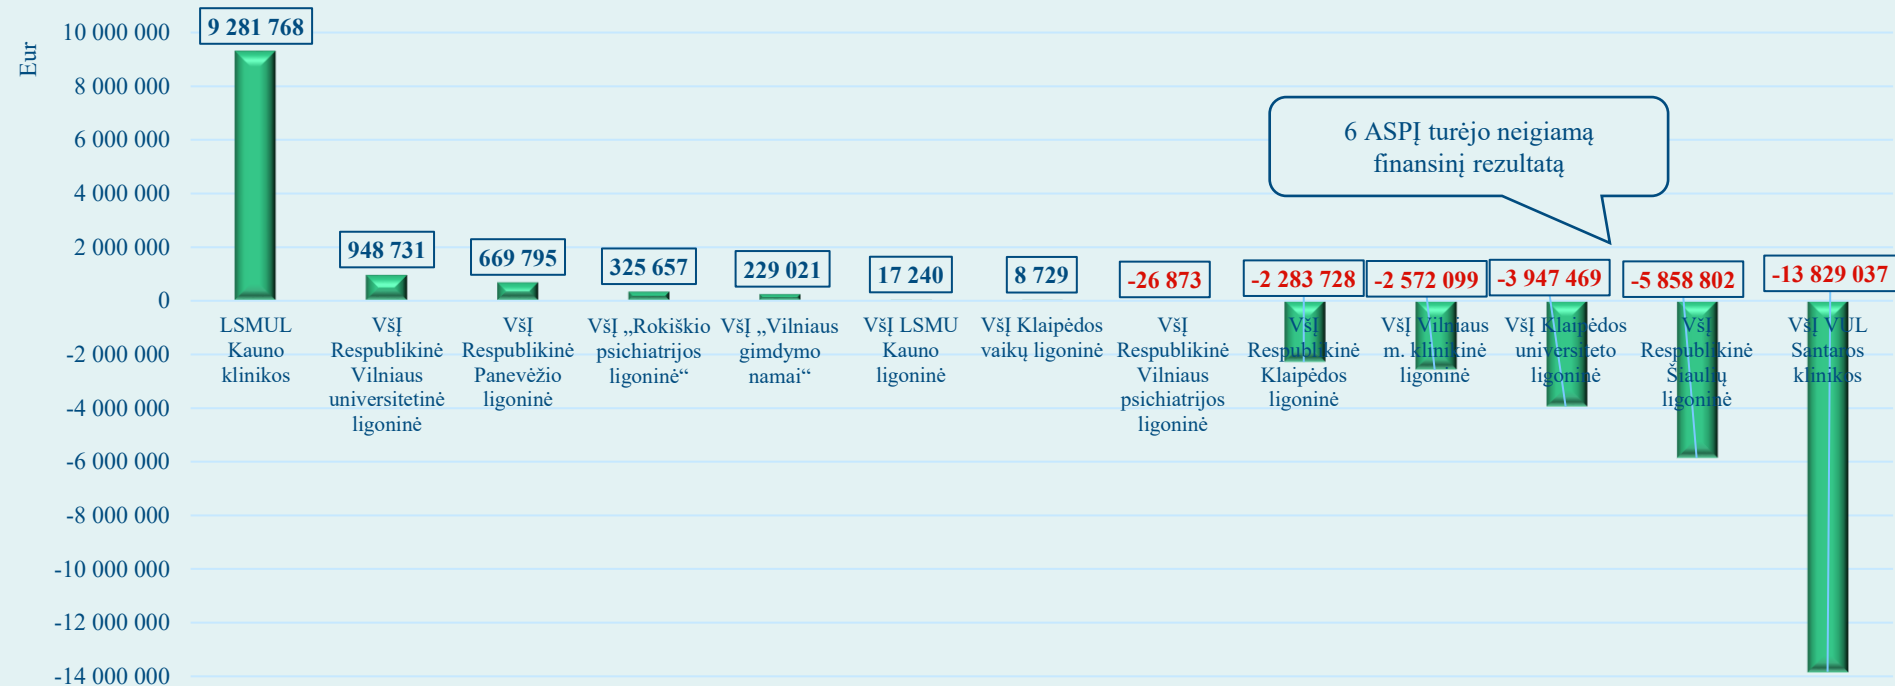 Eur
10 000 000
8 000 000
6 000 000
4 000 000
2 000 000
0
-2 000 000
-4 000 000
-6 000 000
-8 000 000
-10 000 000
-12 000 000
-14 000 000
9 281 768
948 731
669 795
325 657
229 021
17 240
8 729
-26 873
-2 283 728
-2 572 099
-3 947 469
-5 858 802
-13 829 037
6 ASPĮ turėjo neigiamą
finansinį rezultatą
LSMUL
Kauno
klinikos
VšĮ
Respublikinė
Vilniaus
universitetinė
ligoninė
VšĮ
Respublikinė
Panevėžio
ligoninė
VšĮ „Rokiškio
psichiatrijos
ligoninė“
VšĮ „Vilniaus
gimdymo
namai“
VšĮ LSMU
Kauno
ligoninė
VšĮ Klaipėdos
vaikų ligoninė
VšĮ
Respublikinė
Vilniaus
psichiatrijos
ligoninė
VšĮ
Respublikinė
Klaipėdos
ligoninė
VšĮ Vilniaus
m. klinikinė
ligoninė
VšĮ Klaipėdos
universiteto
ligoninė
VšĮ
Respublikinė
Šiaulių
ligoninė
VšĮ VUL
Santaros
klinikos